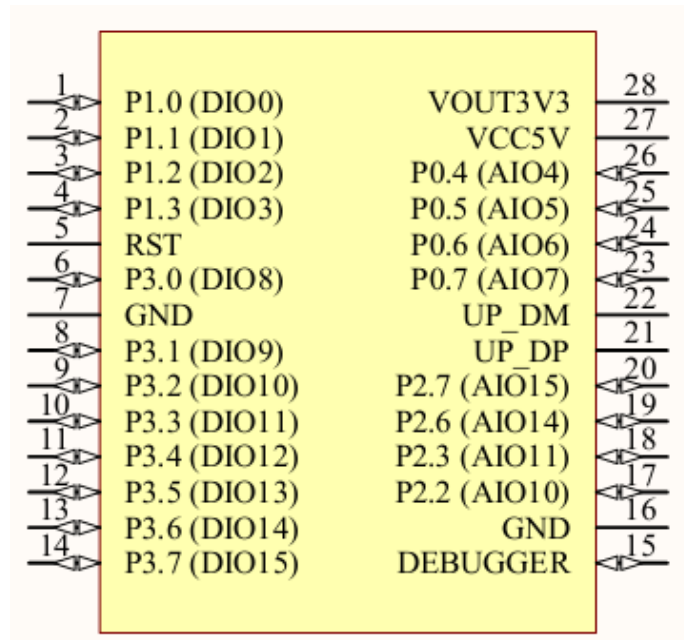 1 P1.0 (DIO0) VOUT3V3 28
2 P1.1 (DIO1) VCC5V 27
3 P1.2 (DIO2) P0.4 (AIO4) 26
4 P1.3 (DIO3) P0.5 (AIO5) 25
5 RST P0.6 (AIO6) 24
6 P3.0 (DIO8) P0.7 (AIO7) 23
7 GND UP_DM 22
8 P3.1 (DIO9) UP_DP 21
9 P3.2 (DIO10) P2.7 (AIO15) 20
10 P3.3 (DIO11) P2.6 (AIO14) 19
11 P3.4 (DIO12) P2.3 (AIO11) 18
12 P3.5 (DIO13) P2.2 (AIO10) 17
13 P3.6 (DIO14) GND 16
14 P3.7 (DIO15) DEBUGGER 15